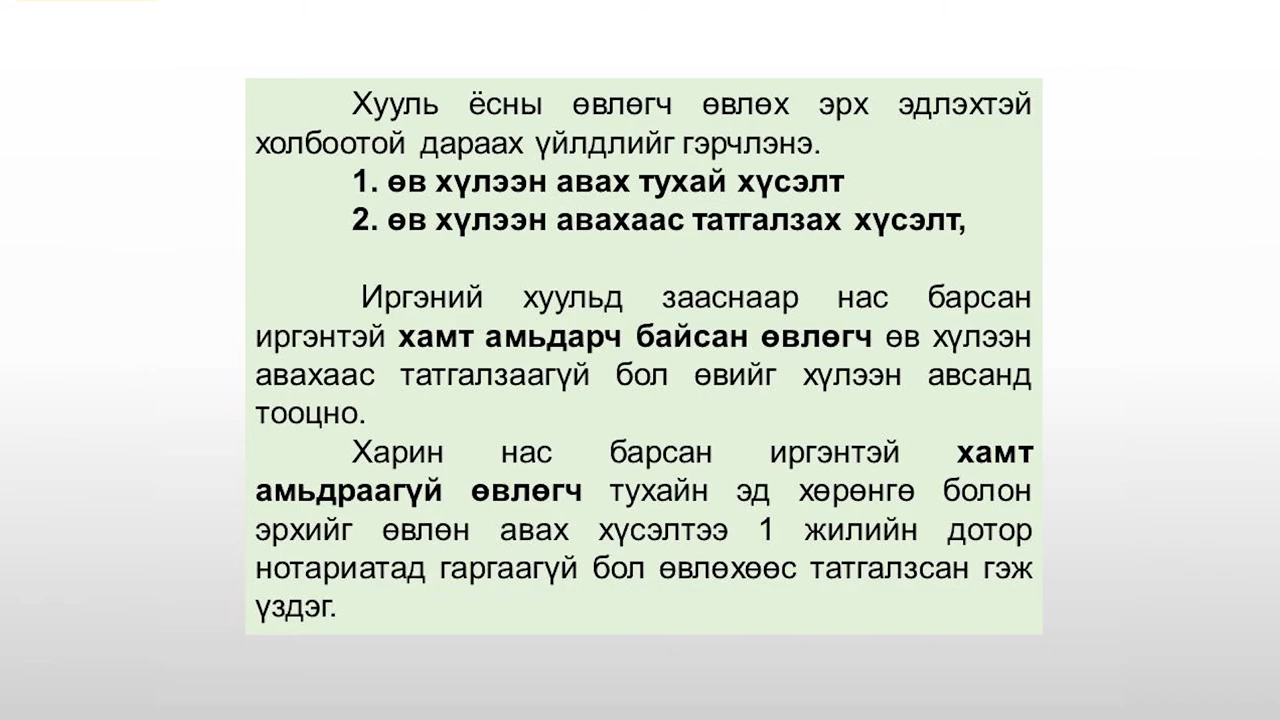 Хууль ёсны өвлөгч өвлөх эрх эдлэхтэй
холбоотой дараах үйлдлийг гэрчлэнэ.
1. өв хүлээн авах тухай хүсэлт
2. өв хүлээн авахаас татгалзах хүсэлт,
Иргэний хуульд зааснаар нас барсан
иргэнтэй хамт амьдарч байсан өвлөгч өв хүлээн
авахаас татгалзаагүй бол өвийг хүлээн авсанд
тооцно.
Харин нас барсан иргэнтэй хамт
амьдраагүй өвлөгч тухайн эд хөрөнгө болон
эрхийг өвлөн авах хүсэлтээ 1 жилийн дотор
нотариатад гаргаагүй бол өвлөхөөс татгалзсан гэж
үздэг.